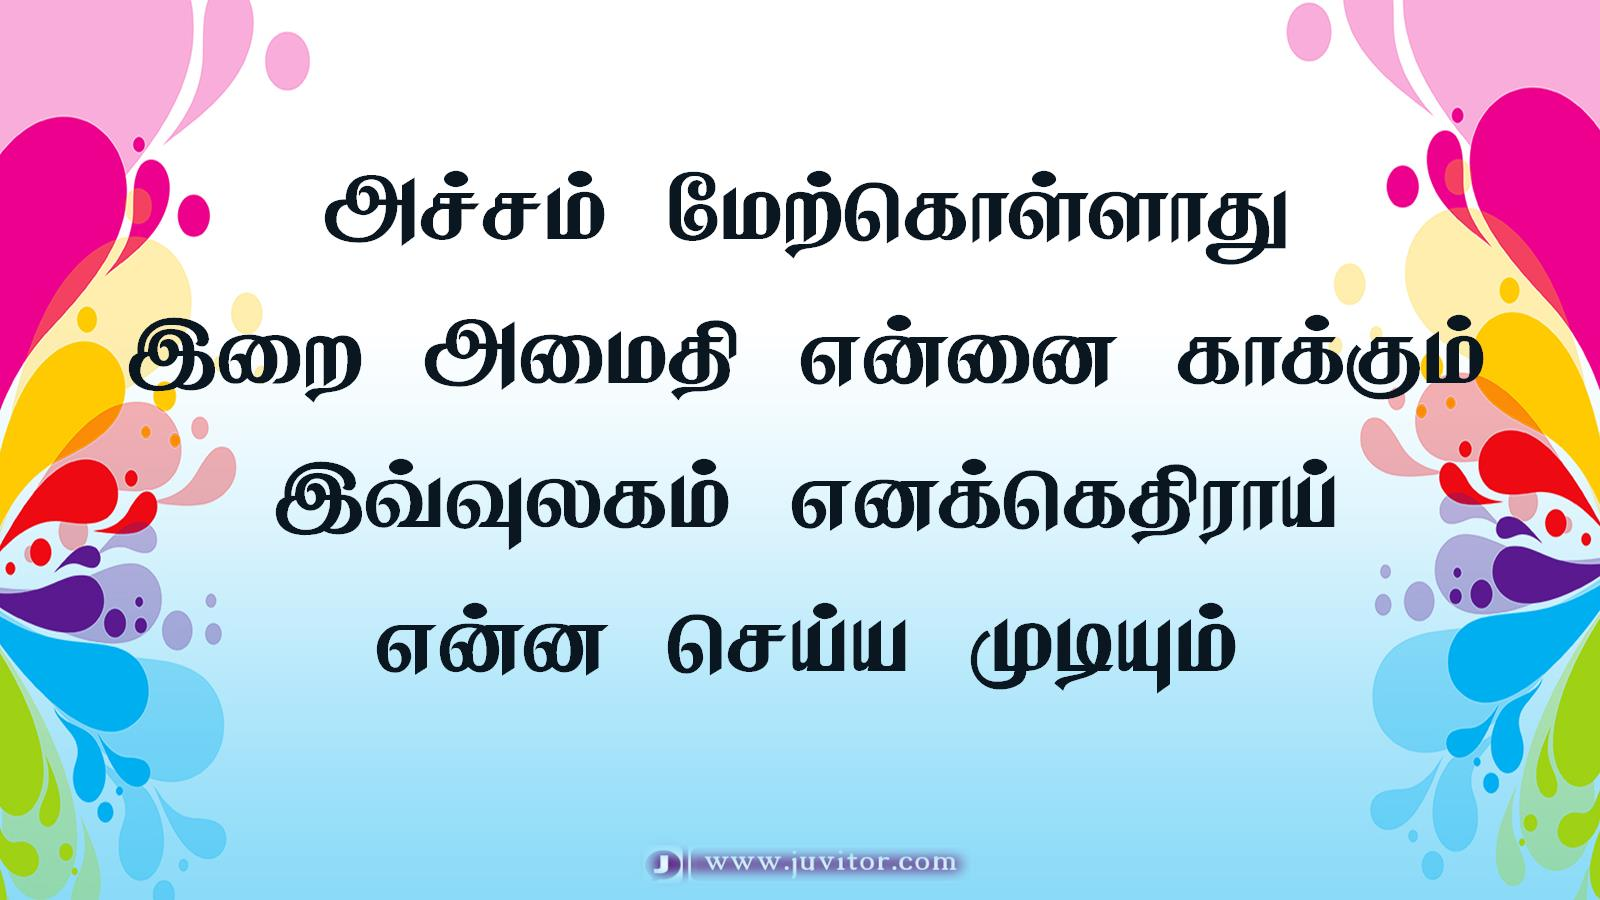 அச்சம் மேற்கொள்ளாது
இறை அமைதி என்னை காக்கும்
இவ்வுலகம் எனக்கெதிராய்
என்ன செய்ய முடியும்
J www.juvitor.com